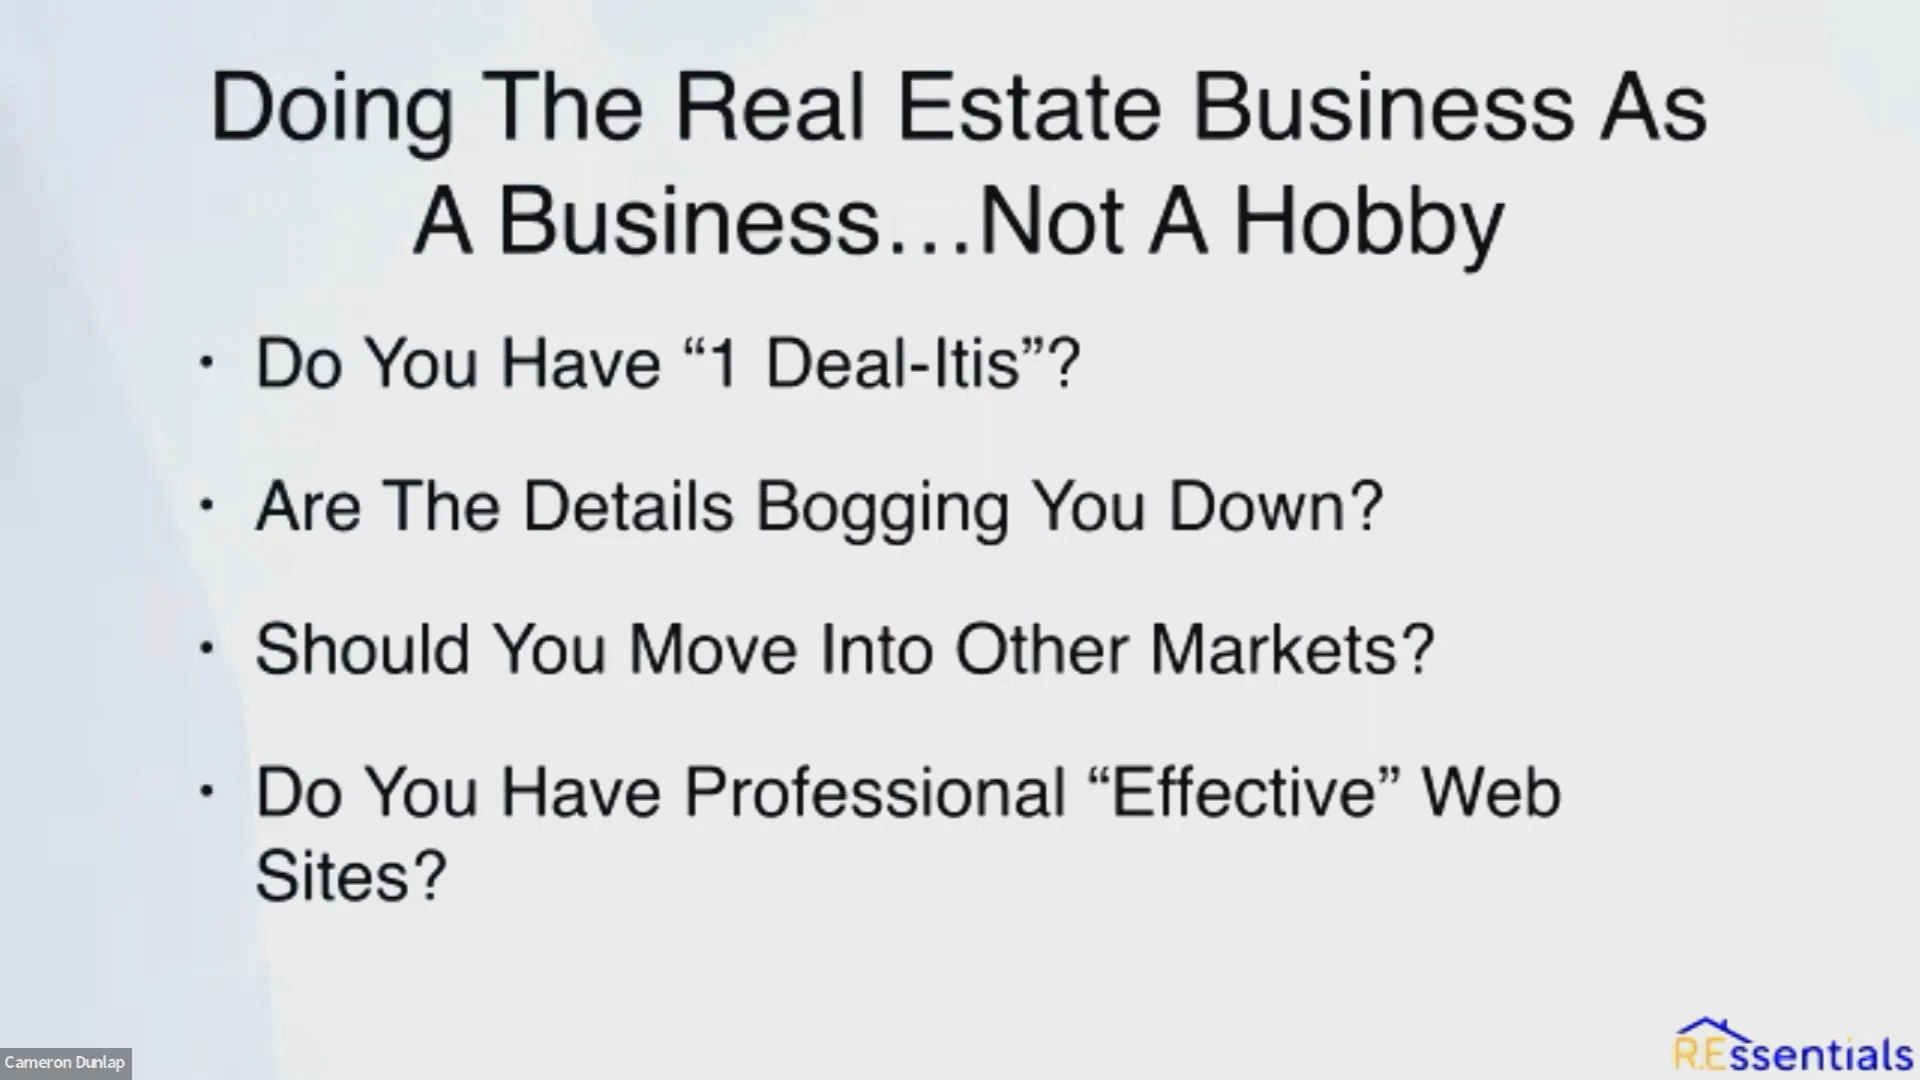 Doing The Real Estate Business As
A Business…Not A Hobby
• Do You Have “1 Deal-Itis”?
• Are The Details Bogging You Down?
• Should You Move Into Other Markets?
• Do You Have Professional “Effective” Web
Sites?
Cameron Dunlap
R.Essentials